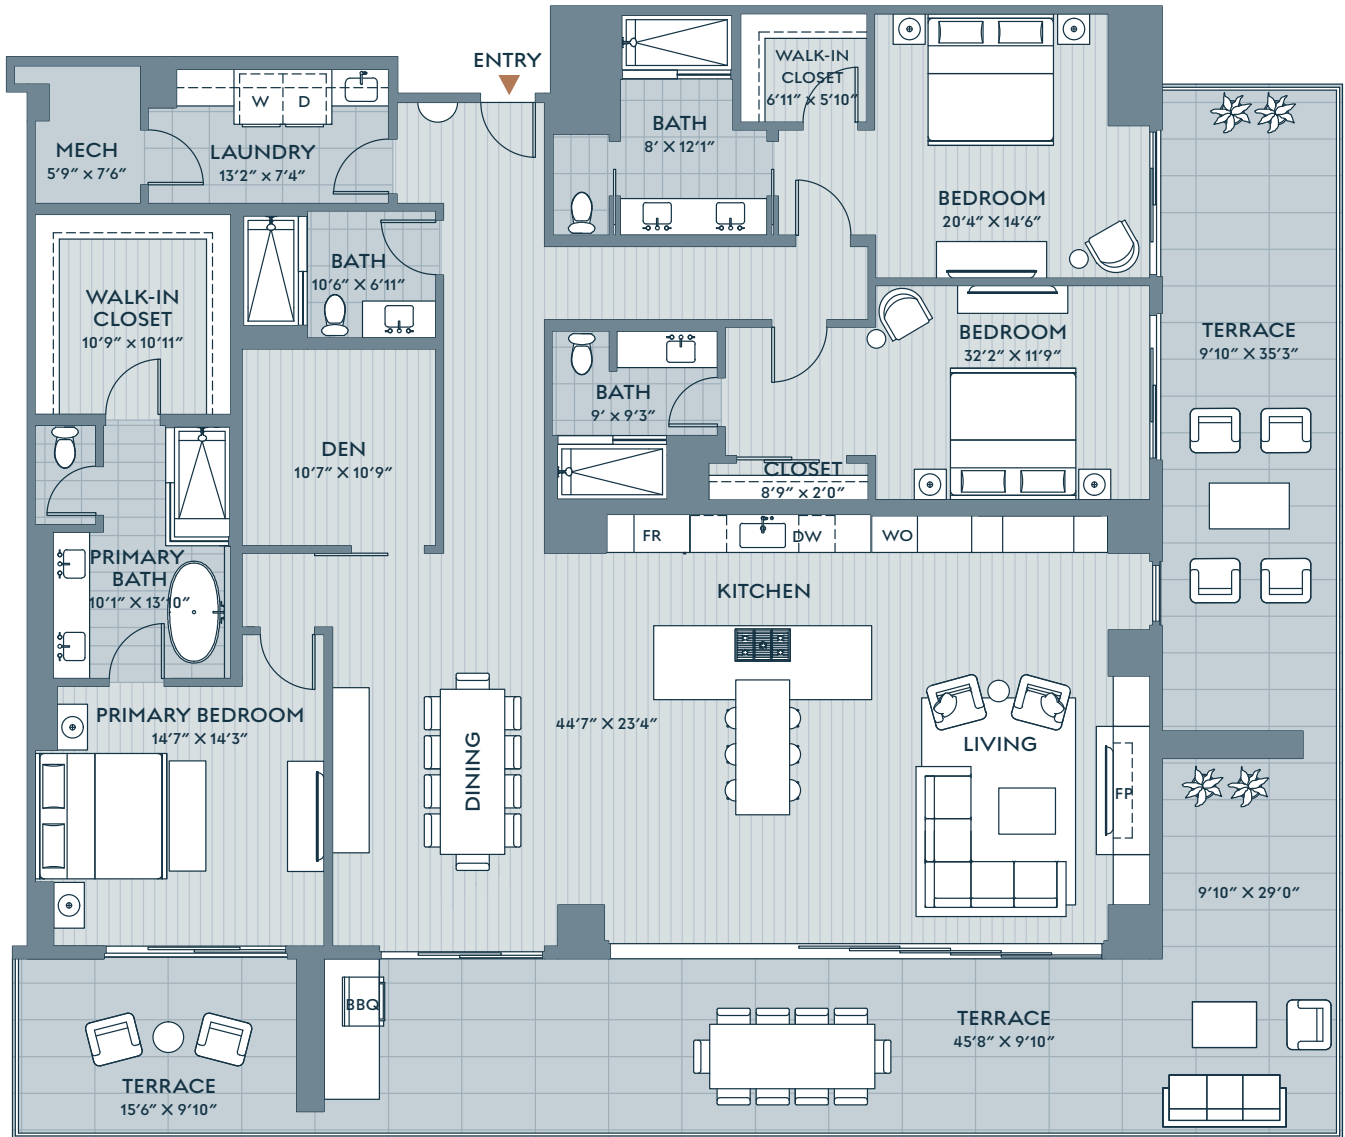 ENTRY
WALK-IN
CLOSET
6'11" X 5'10"
W
D
BATH
8' X 12'1"
MECH
5'9" X 7'6"
LAUNDRY
13'2" X 7'4"
BEDROOM
20'4" X 14'6"
BATH
10'6" X 6'11"
WALK-IN
CLOSET
10'9" X 10'11"
BEDROOM
32'2" X 11'9"
TERRACE
9'10" X 35'3"
BATH
9' X 9'3"
DEN
10'7" X 10'9"
CLOSET
8'9" X 2'0"
FR
DW
WO
PRIMARY
BATH
10'1" X 13'10"
KITCHEN
PRIMARY BEDROOM
14'7" X 14'3"
DINING
44'7" X 23'4"
LIVING
FP
9'10" X 29'0"
BBQ
TERRACE
45'8" X 9'10"
TERRACE
15'6" X 9'10"